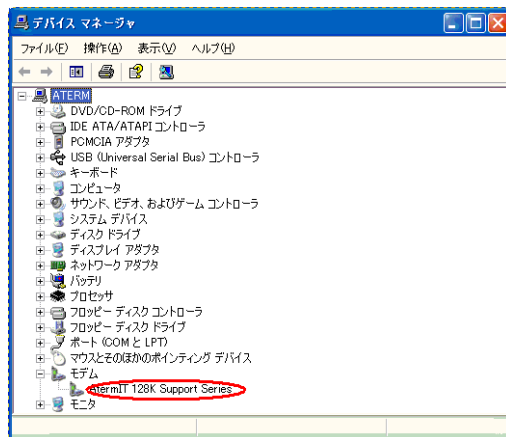 デバイス マネージャ
ファイル(F) 操作(A) 表示(V) ヘルプ(H)
ATERM
DVD/CD-ROM ドライブ
IDE ATA/ATAPI コントローラ
PCMCIA アダプタ
USB (Universal Serial Bus) コントローラ
キーボード
コンピュータ
サウンド、ビデオ、およびゲーム コントローラ
システム デバイス
ディスク ドライブ
ディスプレイ アダプタ
ネットワーク アダプタ
バッテリ
プロセッサ
フロッピー ディスク コントローラ
フロッピー ディスク ドライブ
ポート (COM と LPT)
マウスとそのほかのポインティング デバイス
モデム
AtermIT 128K Support Series
モニタ